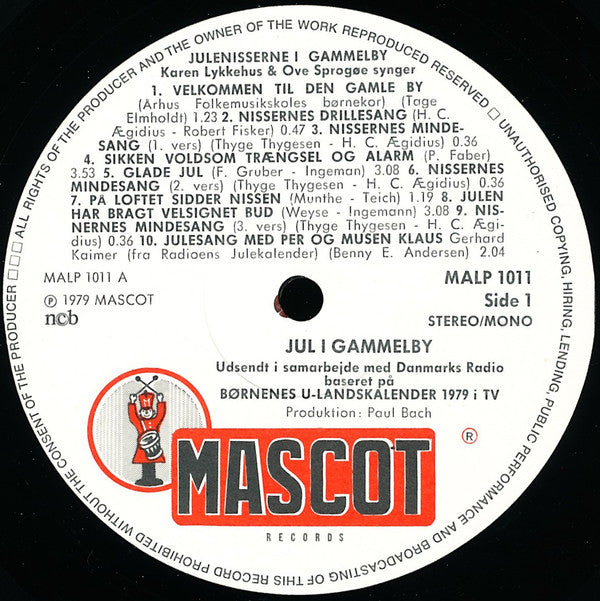 ALL RIGHTS OF THE PRODUCER AND THE OWNER OF THE WORK REPRODUCED RESERVED □ UNAUTHORISED COPYING, HIRING, LENDING, PUBLIC PERFORMANCE AND BROADCASTING OF THIS RECORD PROHIBITED WITHOUT THE CONSENT OF THE PRODUCER □□□
JULENISSERNE I GAMMELBY
Karen Lykkehus & Ove Sprogøe synger
1. VELKOMMEN TIL DEN GAMLE BY
(Århus Folkemusikskoles børnekor) (Tage
Elmholdt) 1.23 2. NISSERNES DRILLESANG (H. C.
Ægidius - Robert Fisker) 0.47 3. NISSERNES MINDE-
SANG (1. vers) (Thyge Thygesen - H. C. Ægidius) 0.36
4. SIKKEN VOLDSOM TRÆNGSEL OG ALARM (P. Faber)
3.53 5. GLADE JUL (F. Gruber - Ingeman) 3.08 6. NISSERNES
MINDESANG (2. vers) (Thyge Thygesen - H. C. Ægidius) 0.36
7. PÅ LOFTET SIDDER NISSEN (Munthe - Teich) 1.19 8. JULEN
HAR BRAGT VELSIGNET BUD (Weyse - Ingemann) 3.08 9. NIS-
NERNES MINDESANG (3. vers) (Thyge Thygesen - H. C. Ægi-
dius) 0.36 10. JULESANG MED PER OG MUSEN KLAUS Gerhard
Kaimer (fra Radioens Julekalender) (Benny E. Andersen) 2.04
MALP 1011 A
℗ 1979 MASCOT
ncb
MALP 1011
Side 1
STEREO/MONO
JUL I GAMMELBY
Udsendt i samarbejde med Danmarks Radio
baseret på
BØRNENES U-LANDSKALENDER 1979 i TV
Produktion: Paul Bach
M
®
MASCOT
RECORDS